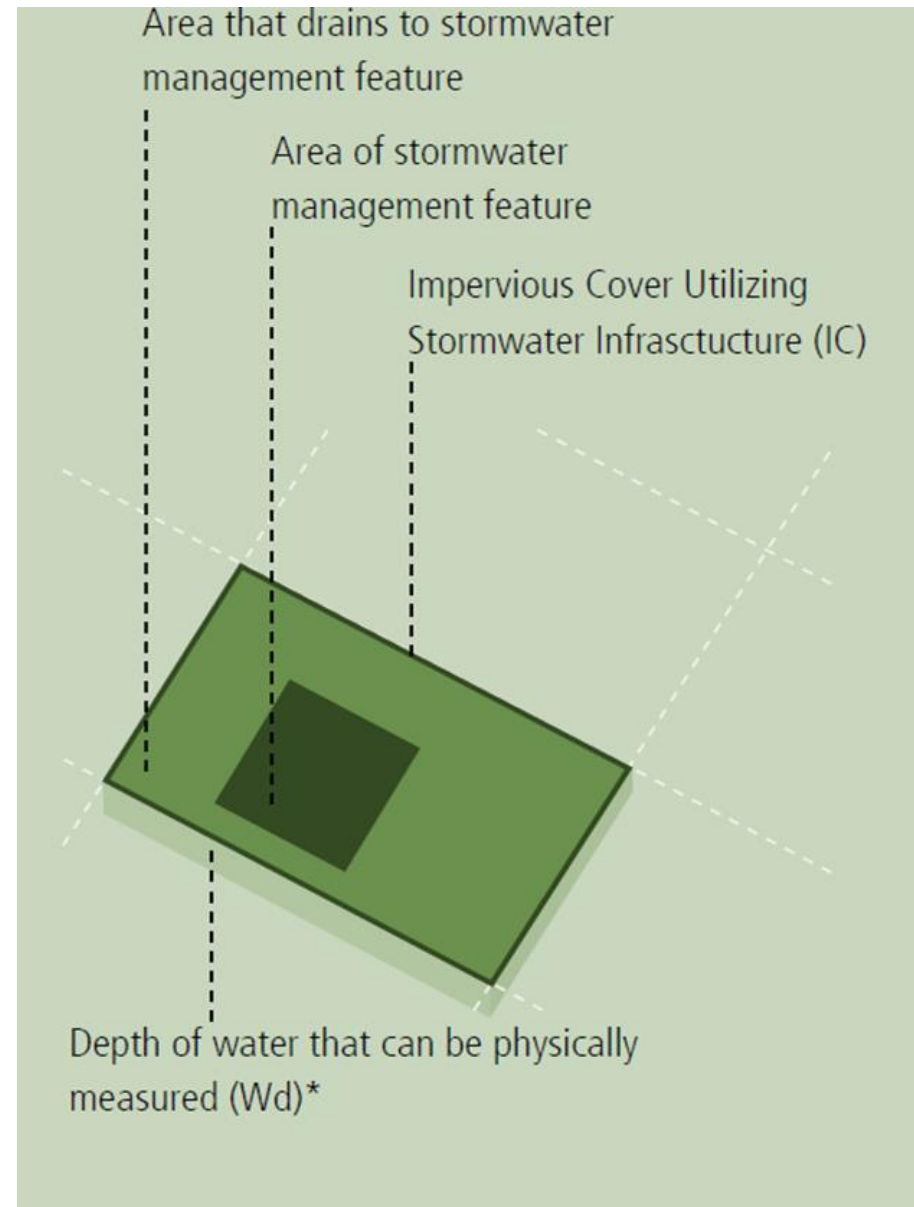 Area that drains to stormwater
management feature
Area of stormwater
management feature
Impervious Cover Utilizing
Stormwater Infrasctucture (IC)
Depth of water that can be physically
measured (Wd)*